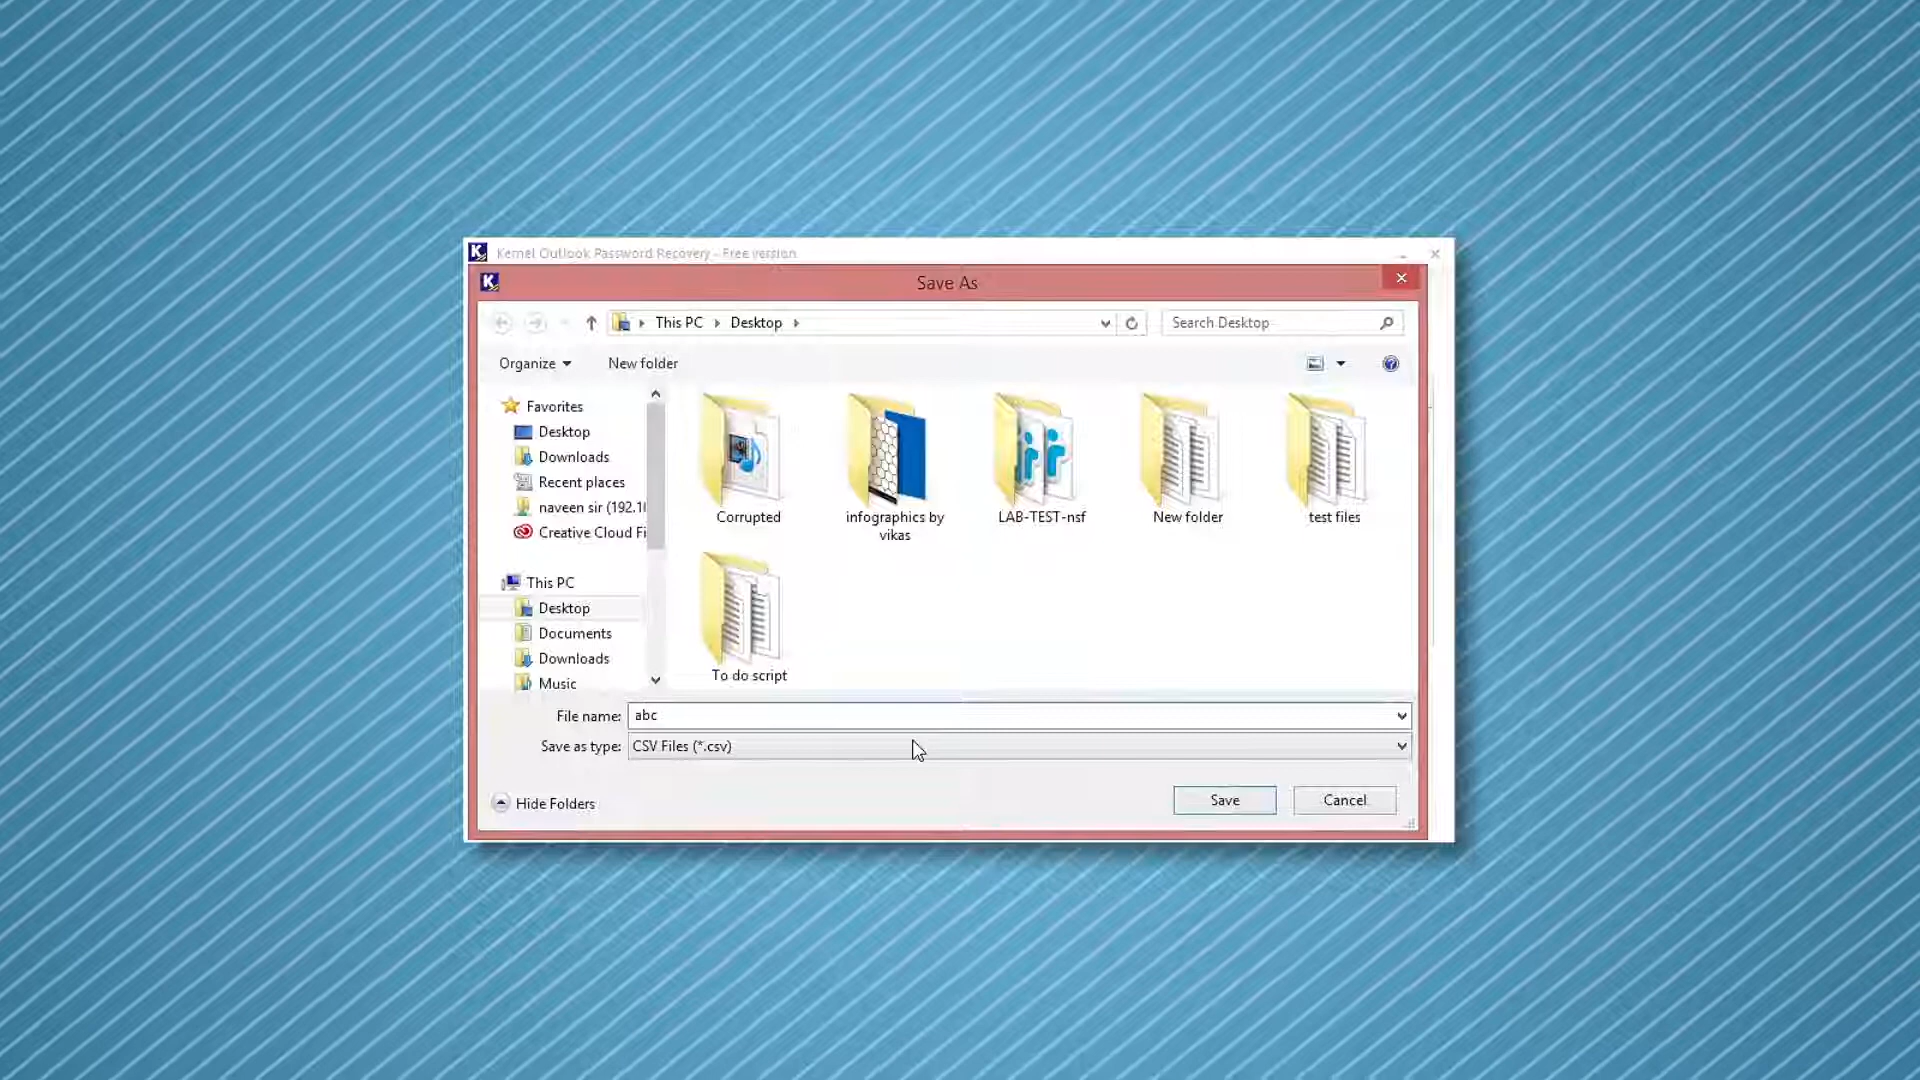 Kernel Outlook Password Recovery - Free version
Save As
This PC
Desktop
Search Desktop
Organize
New folder
Favorites
Desktop
Downloads
Recent places
naveen sir (192.1
Creative Cloud Fi
This PC
Desktop
Documents
Downloads
Music
Corrupted
infographics by
vikas
LAB-TEST-nsf
New folder
test files
To do script
File name: abc
Save as type: CSV Files (*.csv)
Hide Folders
Save
Cancel